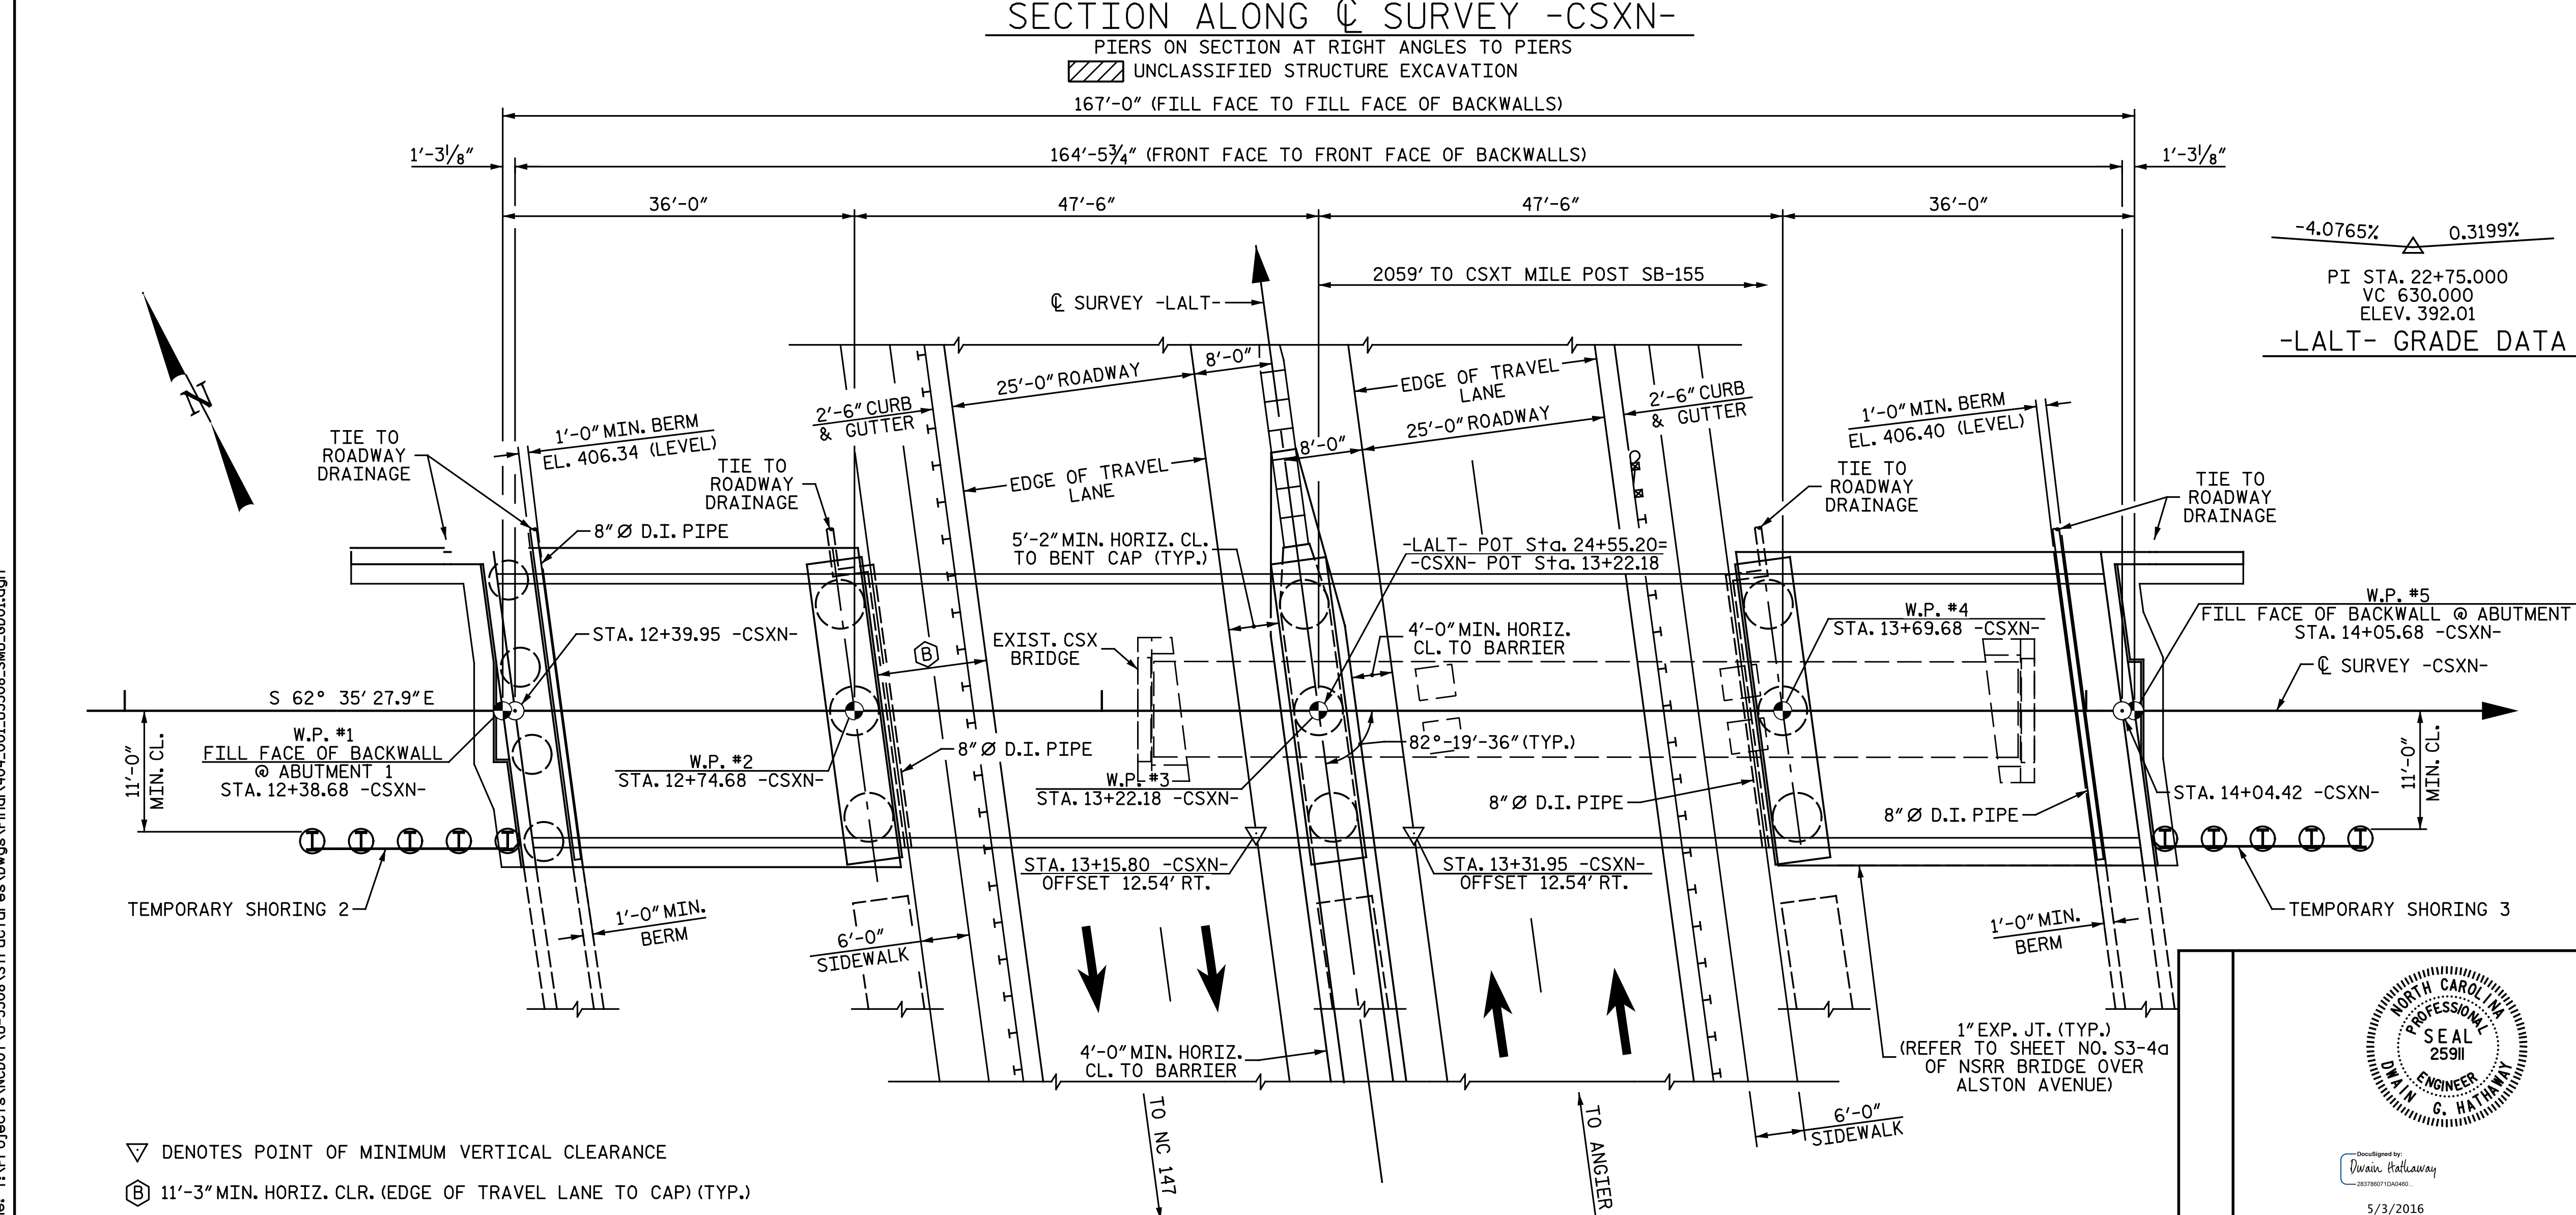 SECTION ALONG ℄ SURVEY -CSXN-
PIERS ON SECTION AT RIGHT ANGLES TO PIERS
UNCLASSIFIED STRUCTURE EXCAVATION
167'-0" (FILL FACE TO FILL FACE OF BACKWALLS)
1'-3 1/8"
164'-5 3/4" (FRONT FACE TO FRONT FACE OF BACKWALLS)
1'-3 1/8"
36'-0"
47'-6"
47'-6"
36'-0"
-4.0765%
0.3199%
PI STA. 22+75.000
VC 630.000
ELEV. 392.01
-LALT- GRADE DATA
2059' TO CSXT MILE POST SB-155
℄ SURVEY -LALT-
N
TIE TO
ROADWAY
DRAINAGE
1'-0" MIN. BERM
EL. 406.34 (LEVEL)
8" Ø D.I. PIPE
TIE TO
ROADWAY
DRAINAGE
2'-6" CURB
& GUTTER
25'-0" ROADWAY
8'-0"
EDGE OF TRAVEL
LANE
EDGE OF TRAVEL
LANE
8'-0"
25'-0" ROADWAY
2'-6" CURB
& GUTTER
1'-0" MIN. BERM
EL. 406.40 (LEVEL)
TIE TO
ROADWAY
DRAINAGE
TIE TO
ROADWAY
DRAINAGE
5'-2" MIN. HORIZ. CL.
TO BENT CAP (TYP.)
-LALT- POT Sta. 24+55.20=
-CSXN- POT Sta. 13+22.18
STA. 12+39.95 -CSXN-
B
EXIST. CSX
BRIDGE
4'-0" MIN. HORIZ.
CL. TO BARRIER
W.P. #4
STA. 13+69.68 -CSXN-
W.P. #5
FILL FACE OF BACKWALL @ ABUTMENT
STA. 14+05.68 -CSXN-
℄ SURVEY -CSXN-
S 62° 35' 27.9" E
11'-0"
MIN. CL.
W.P. #1
FILL FACE OF BACKWALL
@ ABUTMENT 1
STA. 12+38.68 -CSXN-
W.P. #2
STA. 12+74.68 -CSXN-
8" Ø D.I. PIPE
W.P. #3
STA. 13+22.18 -CSXN-
82°-19'-36" (TYP.)
8" Ø D.I. PIPE
8" Ø D.I. PIPE
STA. 14+04.42 -CSXN-
11'-0"
MIN. CL.
STA. 13+15.80 -CSXN-
OFFSET 12.54' RT.
STA. 13+31.95 -CSXN-
OFFSET 12.54' RT.
TEMPORARY SHORING 2
1'-0" MIN.
BERM
6'-0"
SIDEWALK
1'-0" MIN.
BERM
TEMPORARY SHORING 3
4'-0" MIN. HORIZ.
CL. TO BARRIER
1" EXP. JT. (TYP.)
(REFER TO SHEET NO. S3-4a
OF NSRR BRIDGE OVER
ALSTON AVENUE)
TO NC 147
TO ANGIER
6'-0"
SIDEWALK
DENOTES POINT OF MINIMUM VERTICAL CLEARANCE
B 11'-3" MIN. HORIZ. CLR. (EDGE OF TRAVEL LANE TO CAP) (TYP.)
NORTH CAROLINA
PROFESSIONAL
SEAL
25911
ENGINEER
DWAIN G. HATHAWAY
DocuSigned by:
Dwain Hathaway
283786071DA0460...
5/3/2016